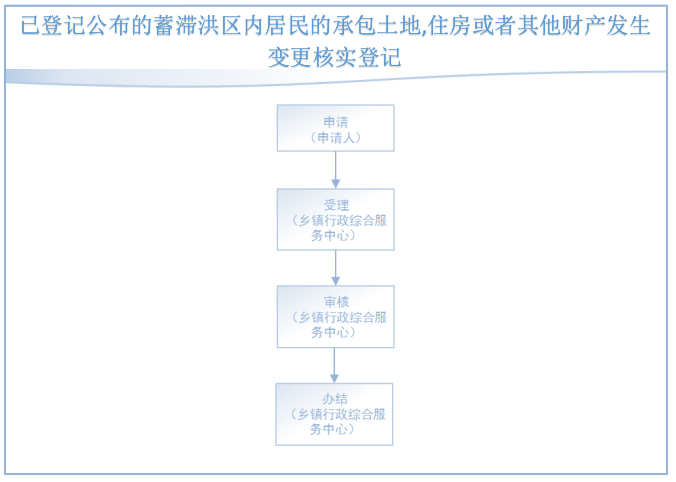 已登记公布的蓄滞洪区内居民的承包土地,住房或者其他财产发生
变更核实登记
申请
（申请人）
受理
（乡镇行政综合服
务中心）
审核
（乡镇行政综合服
务中心）
办结
（乡镇行政综合服
务中心）